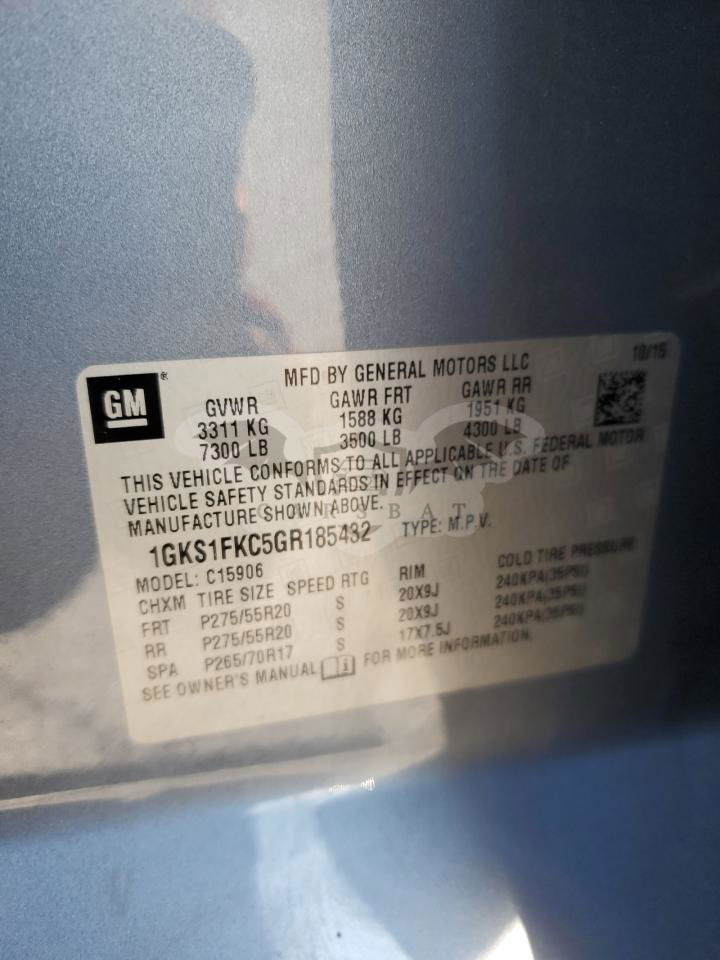 MFD BY GENERAL MOTORS LLC 10/15
GM®
GVWR GAWR FRT GAWR RR
3311 KG 1588 KG 1951 KG
7300 LB 3500 LB 4300 LB
THIS VEHICLE CONFORMS TO ALL APPLICABLE U.S. FEDERAL MOTOR
VEHICLE SAFETY STANDARDS IN EFFECT ON THE DATE OF
MANUFACTURE SHOWN ABOVE.
CARSBAT
1GKS1FKC5GR185432 TYPE: M.P.V.
MODEL: C15906
CHXM TIRE SIZE SPEED RTG RIM COLD TIRE PRESSURE
FRT P275/55R20 S 20X9J 240KPA(35PSI)
RR P275/55R20 S 20X9J 240KPA(35PSI)
SPA P265/70R17 S 17X7.5J 240KPA(35PSI)
SEE OWNER'S MANUAL FOR MORE INFORMATION.